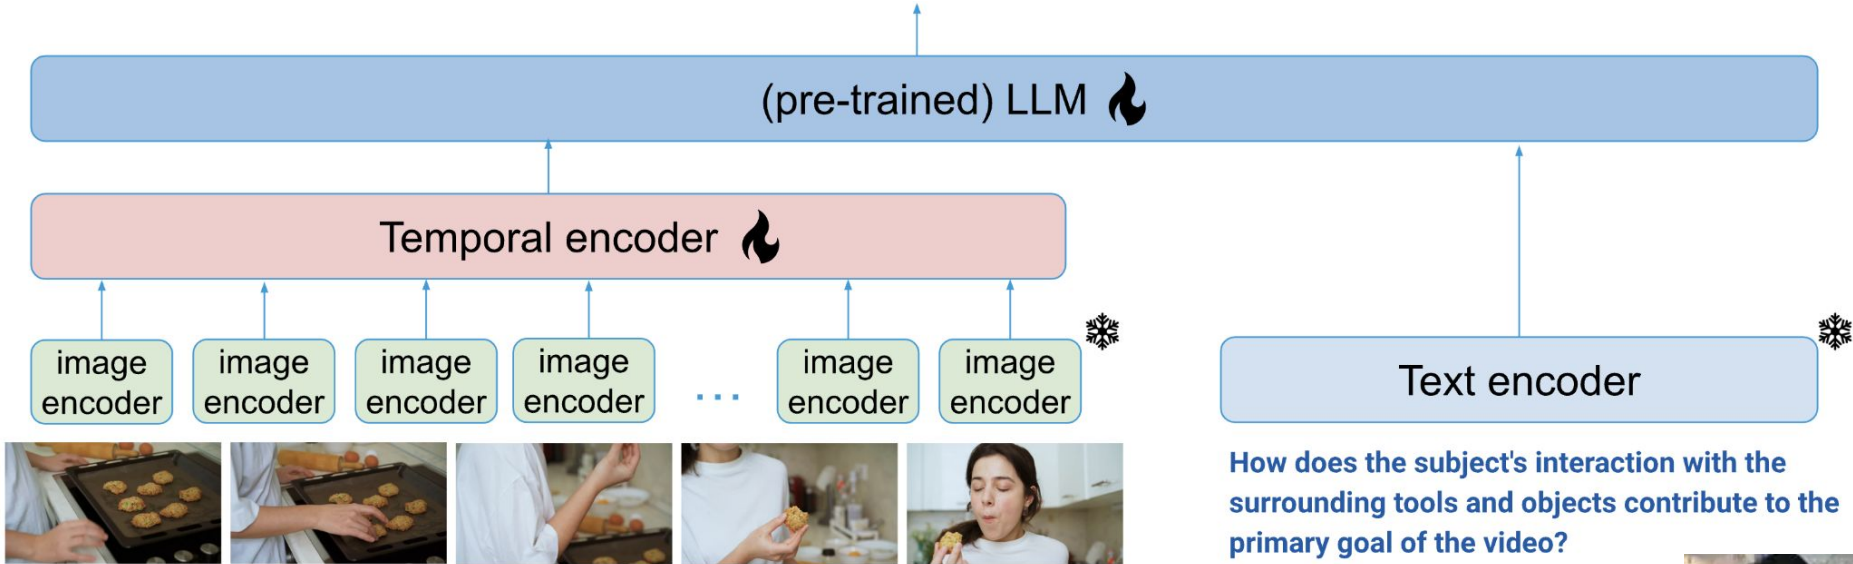 (pre-trained) LLM
Temporal encoder
image
encoder
image
encoder
image
encoder
image
encoder
...
image
encoder
image
encoder
Text encoder
How does the subject's interaction with the
surrounding tools and objects contribute to the
primary goal of the video?